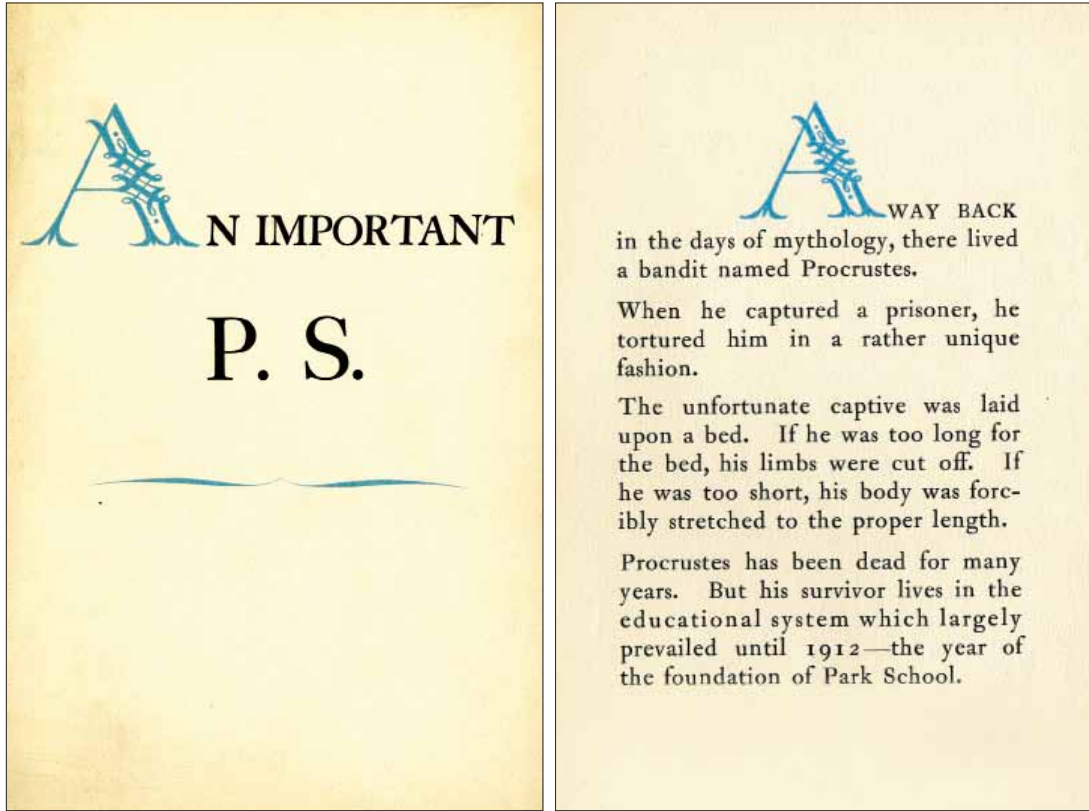 AN IMPORTANT
P. S.
AWAY BACK
in the days of mythology, there lived
a bandit named Procrustes.
When he captured a prisoner, he
tortured him in a rather unique
fashion.
The unfortunate captive was laid
upon a bed. If he was too long for
the bed, his limbs were cut off. If
he was too short, his body was forc-
ibly stretched to the proper length.
Procrustes has been dead for many
years. But his survivor lives in the
educational system which largely
prevailed until 1912—the year of
the foundation of Park School.